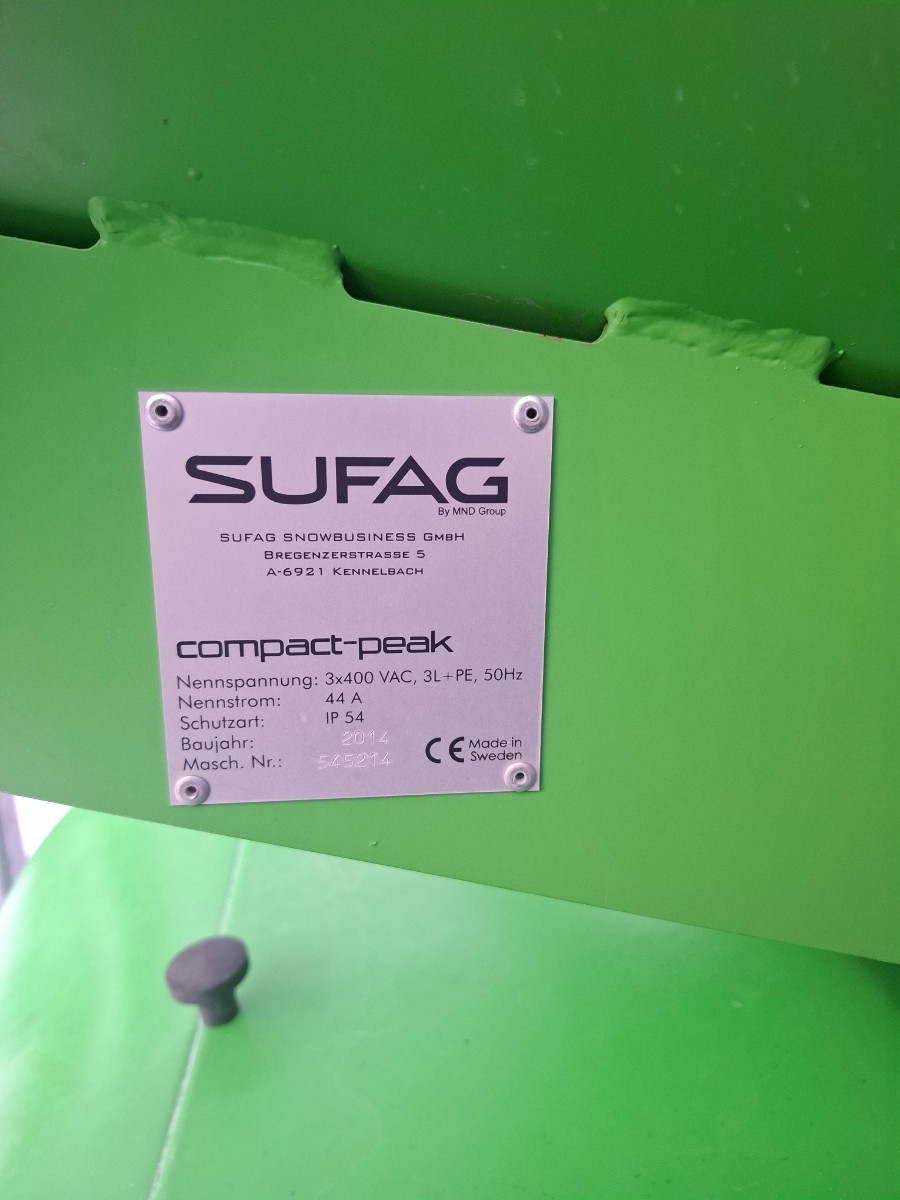 SUFAG
By MND Group
SUFAG SNOWBUSINESS GMBH
BREGENZERSTRASSE 5
A-6921 KENNELBACH
compact-peak
Nennspannung: 3x400 VAC, 3L+PE, 50Hz
Nennstrom: 44 A
Schutzart: IP 54
Baujahr: 2014
Masch. Nr.: 545214
CE Made in
Sweden